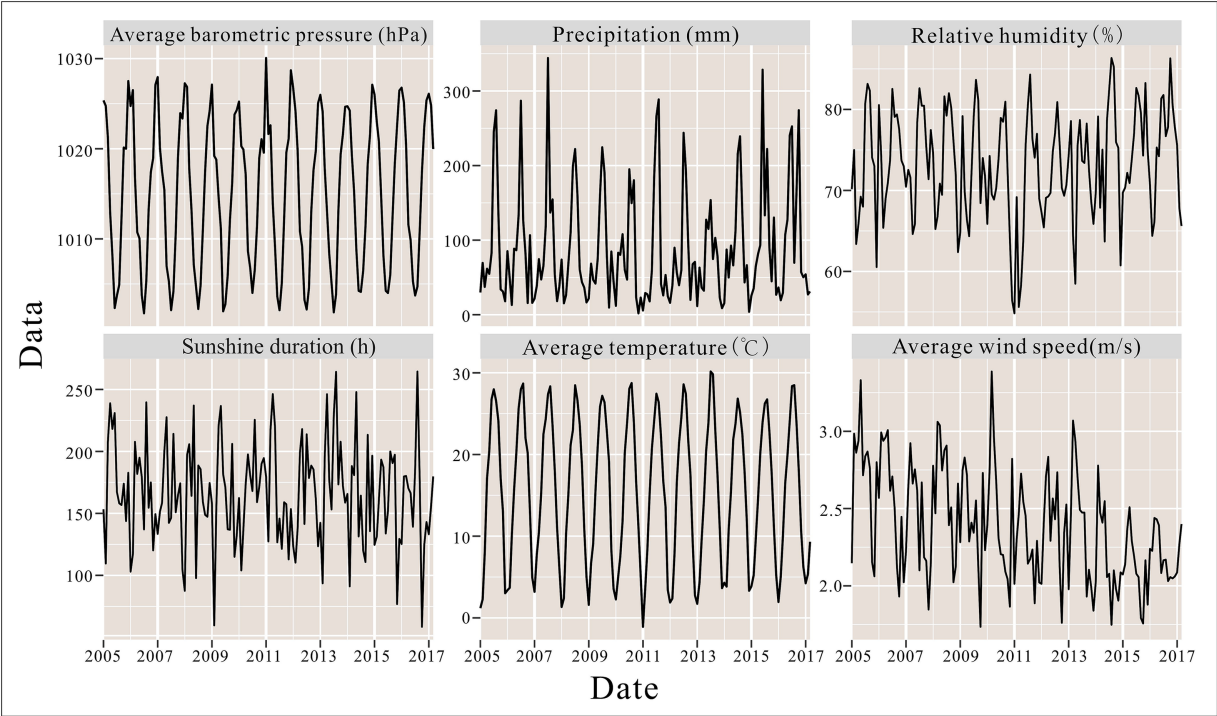 Average barometric pressure (hPa)
Precipitation (mm)
Relative humidity (%)
1030
1020
1010
300
200
100
0
80
70
60
Data
Sunshine duration (h)
Average temperature (℃)
Average wind speed(m/s)
250
200
150
100
30
20
10
0
3.0
2.5
2.0
2005 2007 2009 2011 2013 2015 2017
2005 2007 2009 2011 2013 2015 2017
2005 2007 2009 2011 2013 2015 2017
Date